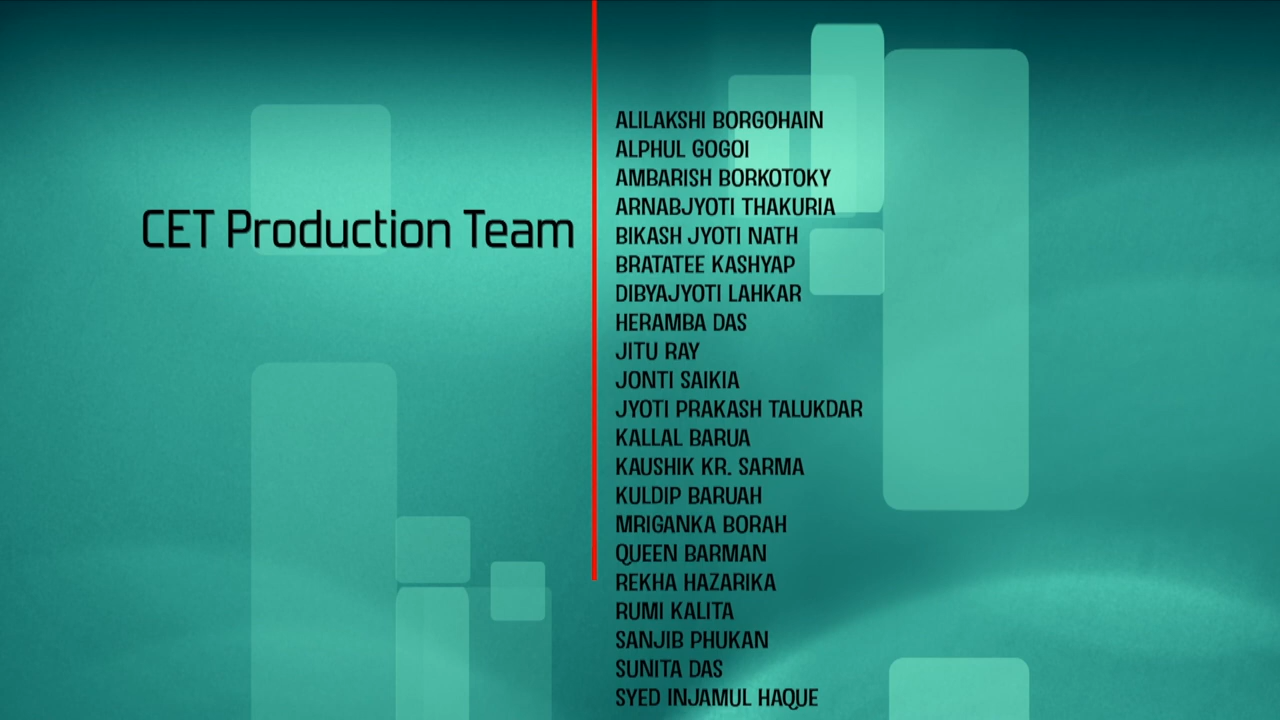 CET Production Team
ALILAKSHI BORGOHAIN
ALPHUL GOGOI
AMBARISH BORKOTOKY
ARNABJYOTI THAKURIA
BIKASH JYOTI NATH
BRATATEE KASHYAP
DIBYAJYOTI LAHKAR
HERAMBA DAS
JITU RAY
JONTI SAIKIA
JYOTI PRAKASH TALUKDAR
KALLAL BARUA
KAUSHIK KR. SARMA
KULDIP BARUAH
MRIGANKA BORAH
QUEEN BARMAN
REKHA HAZARIKA
RUMI KALITA
SANJIB PHUKAN
SUNITA DAS
SYED INJAMUL HAQUE